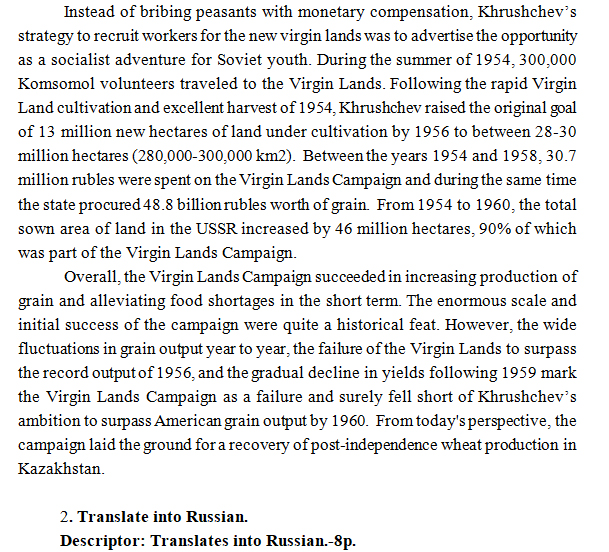 Instead of bribing peasants with monetary compensation, Khrushchev's
strategy to recruit workers for the new virgin lands was to advertise the opportunity
as a socialist adventure for Soviet youth. During the summer of 1954, 300,000
Komsomol volunteers traveled to the Virgin Lands. Following the rapid Virgin
Land cultivation and excellent harvest of 1954, Khrushchev raised the original goal
of 13 million new hectares of land under cultivation by 1956 to between 28-30
million hectares (280,000-300,000 km2). Between the years 1954 and 1958, 30.7
million rubles were spent on the Virgin Lands Campaign and during the same time
the state procured 48.8 billion rubles worth of grain. From 1954 to 1960, the total
sown area of land in the USSR increased by 46 million hectares, 90% of which
was part of the Virgin Lands Campaign.
Overall, the Virgin Lands Campaign succeeded in increasing production of
grain and alleviating food shortages in the short term. The enormous scale and
initial success of the campaign were quite a historical feat. However, the wide
fluctuations in grain output year to year, the failure of the Virgin Lands to surpass
the record output of 1956, and the gradual decline in yields following 1959 mark
the Virgin Lands Campaign as a failure and surely fell short of Khrushchev's
ambition to surpass American grain output by 1960. From today's perspective, the
campaign laid the ground for a recovery of post-independence wheat production in
Kazakhstan.
2. Translate into Russian.
Descriptor: Translates into Russian.-8p.